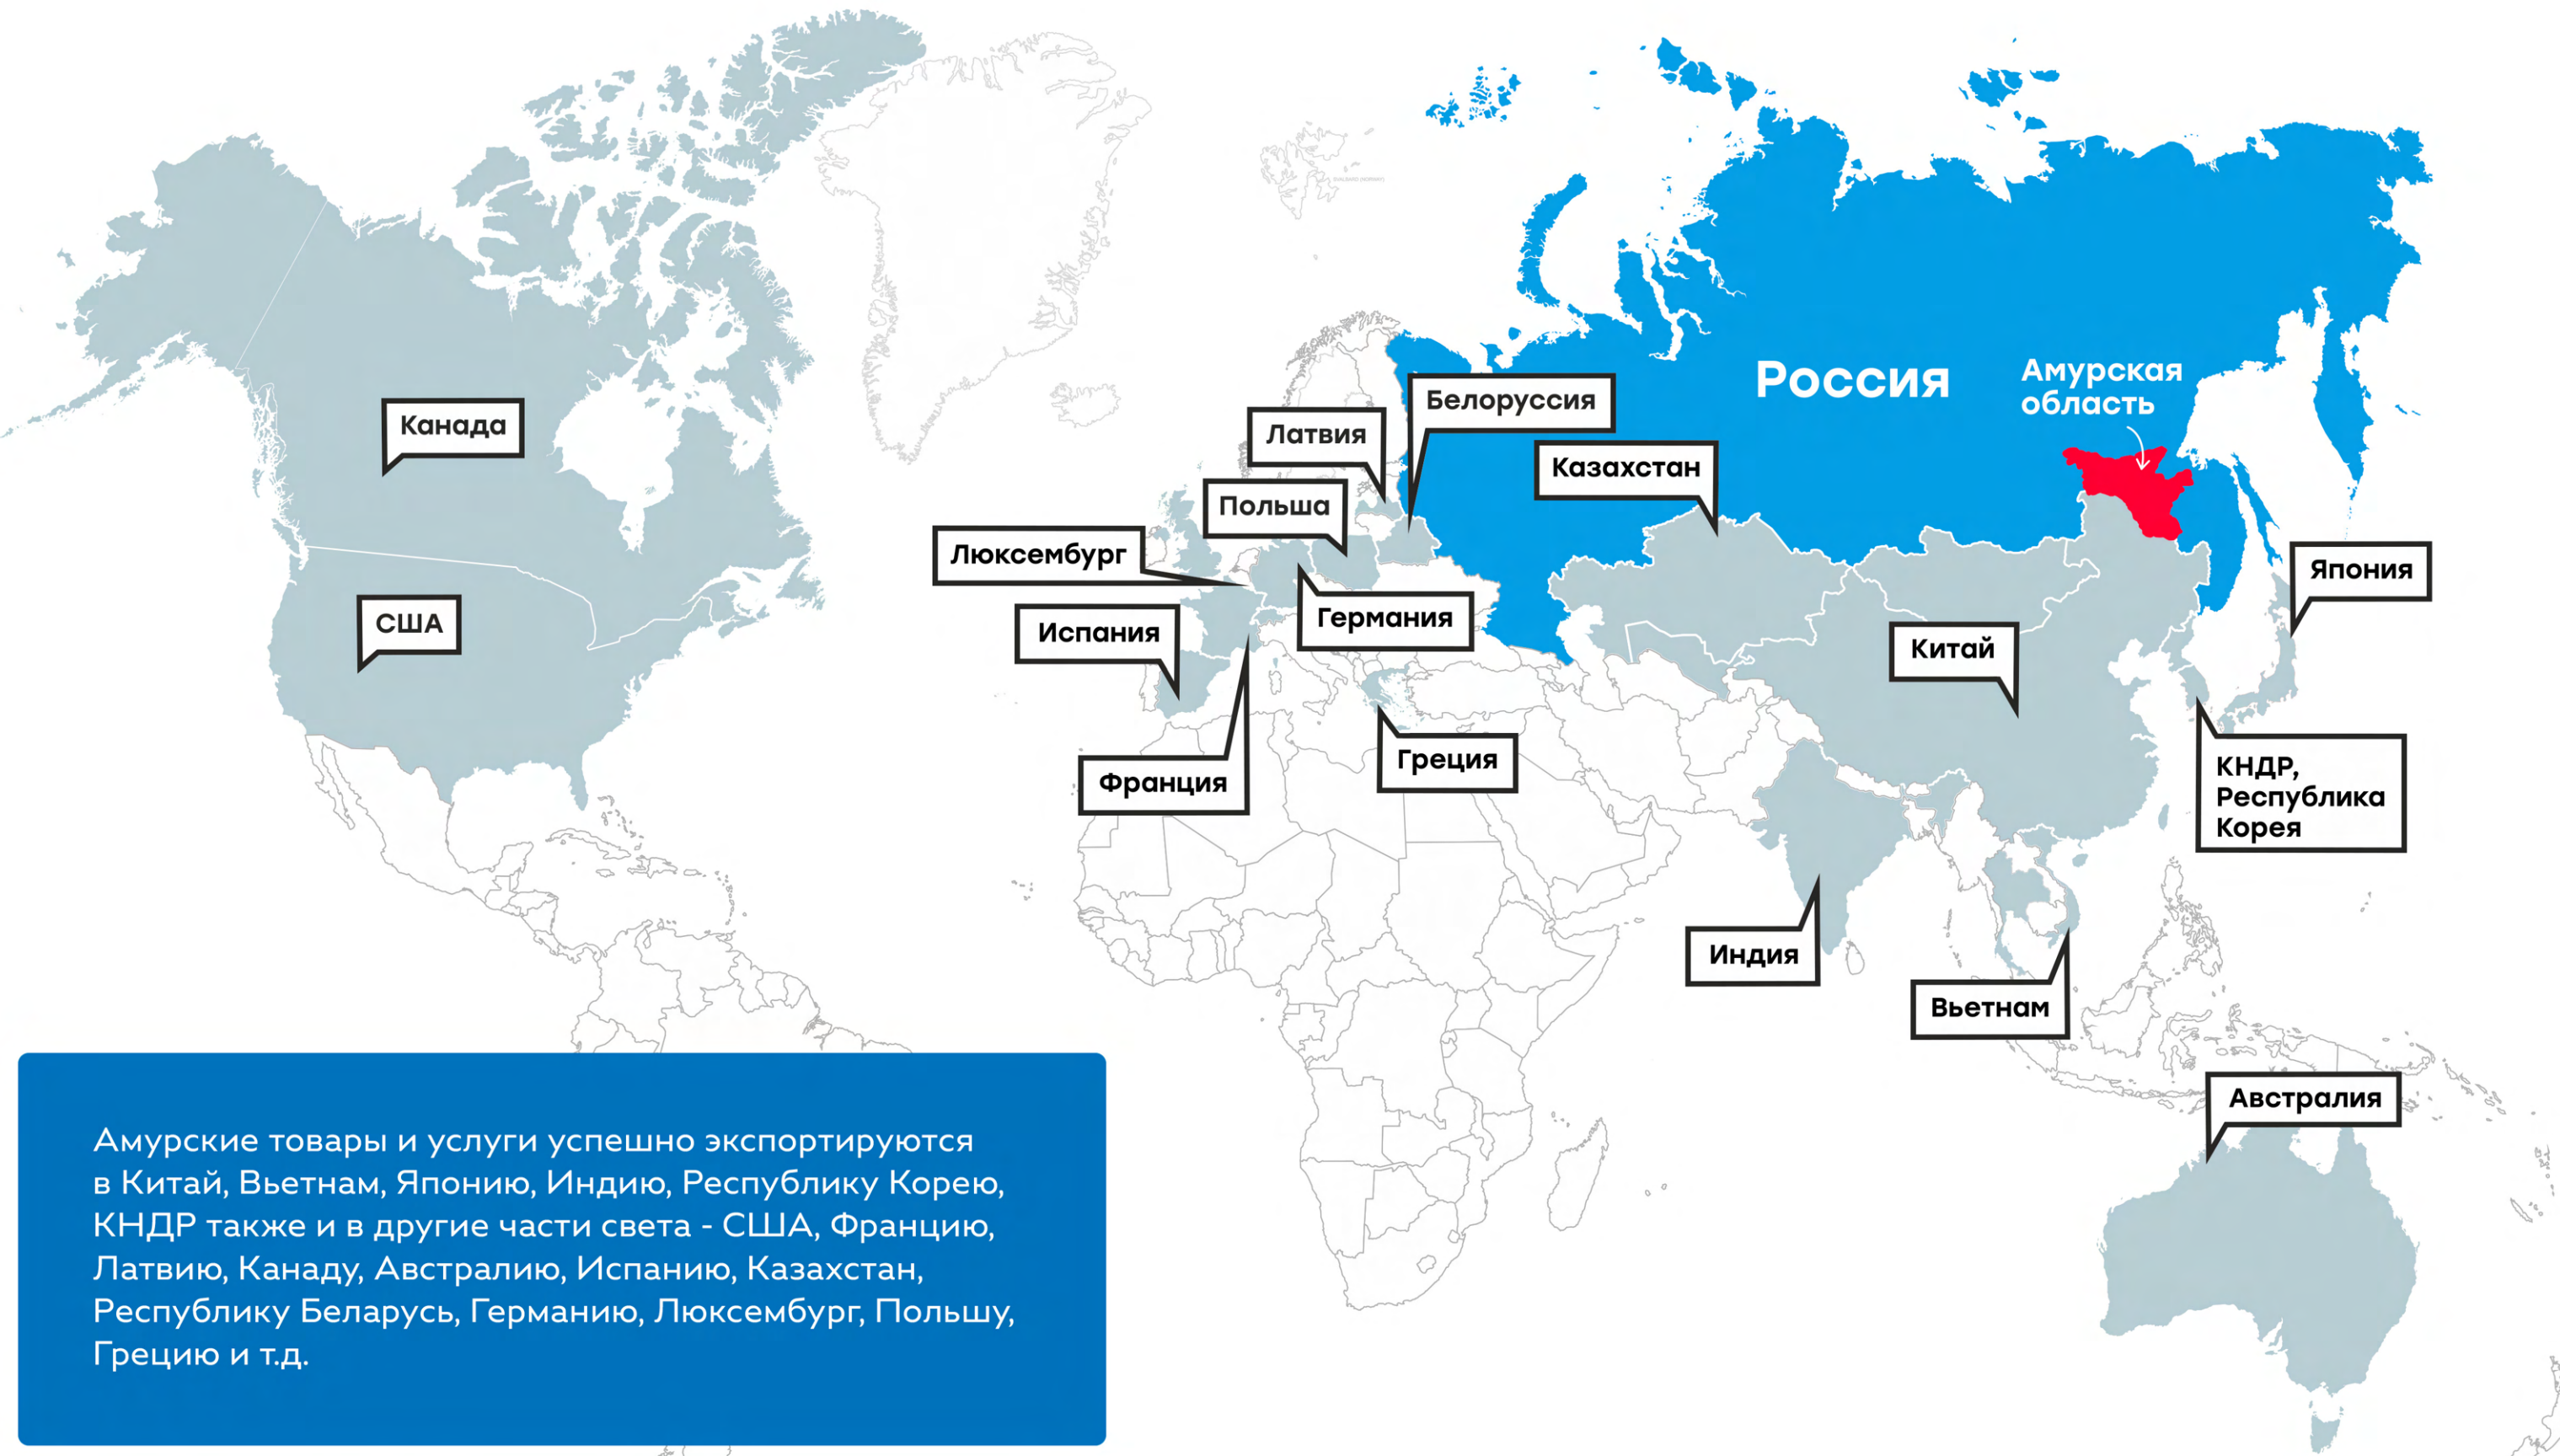 Россия
Амурская
область
Канада
США
Белоруссия
Латвия
Казахстан
Польша
Люксембург
Германия
Испания
Франция
Греция
Япония
Китай
КНДР,
Республика
Корея
Индия
Вьетнам
Австралия
Амурские товары и услуги успешно экспортируются
в Китай, Вьетнам, Японию, Индию, Республику Корею,
КНДР также и в другие части света - США, Францию,
Латвию, Канаду, Австралию, Испанию, Казахстан,
Республику Беларусь, Германию, Люксембург, Польшу,
Грецию и т.д.